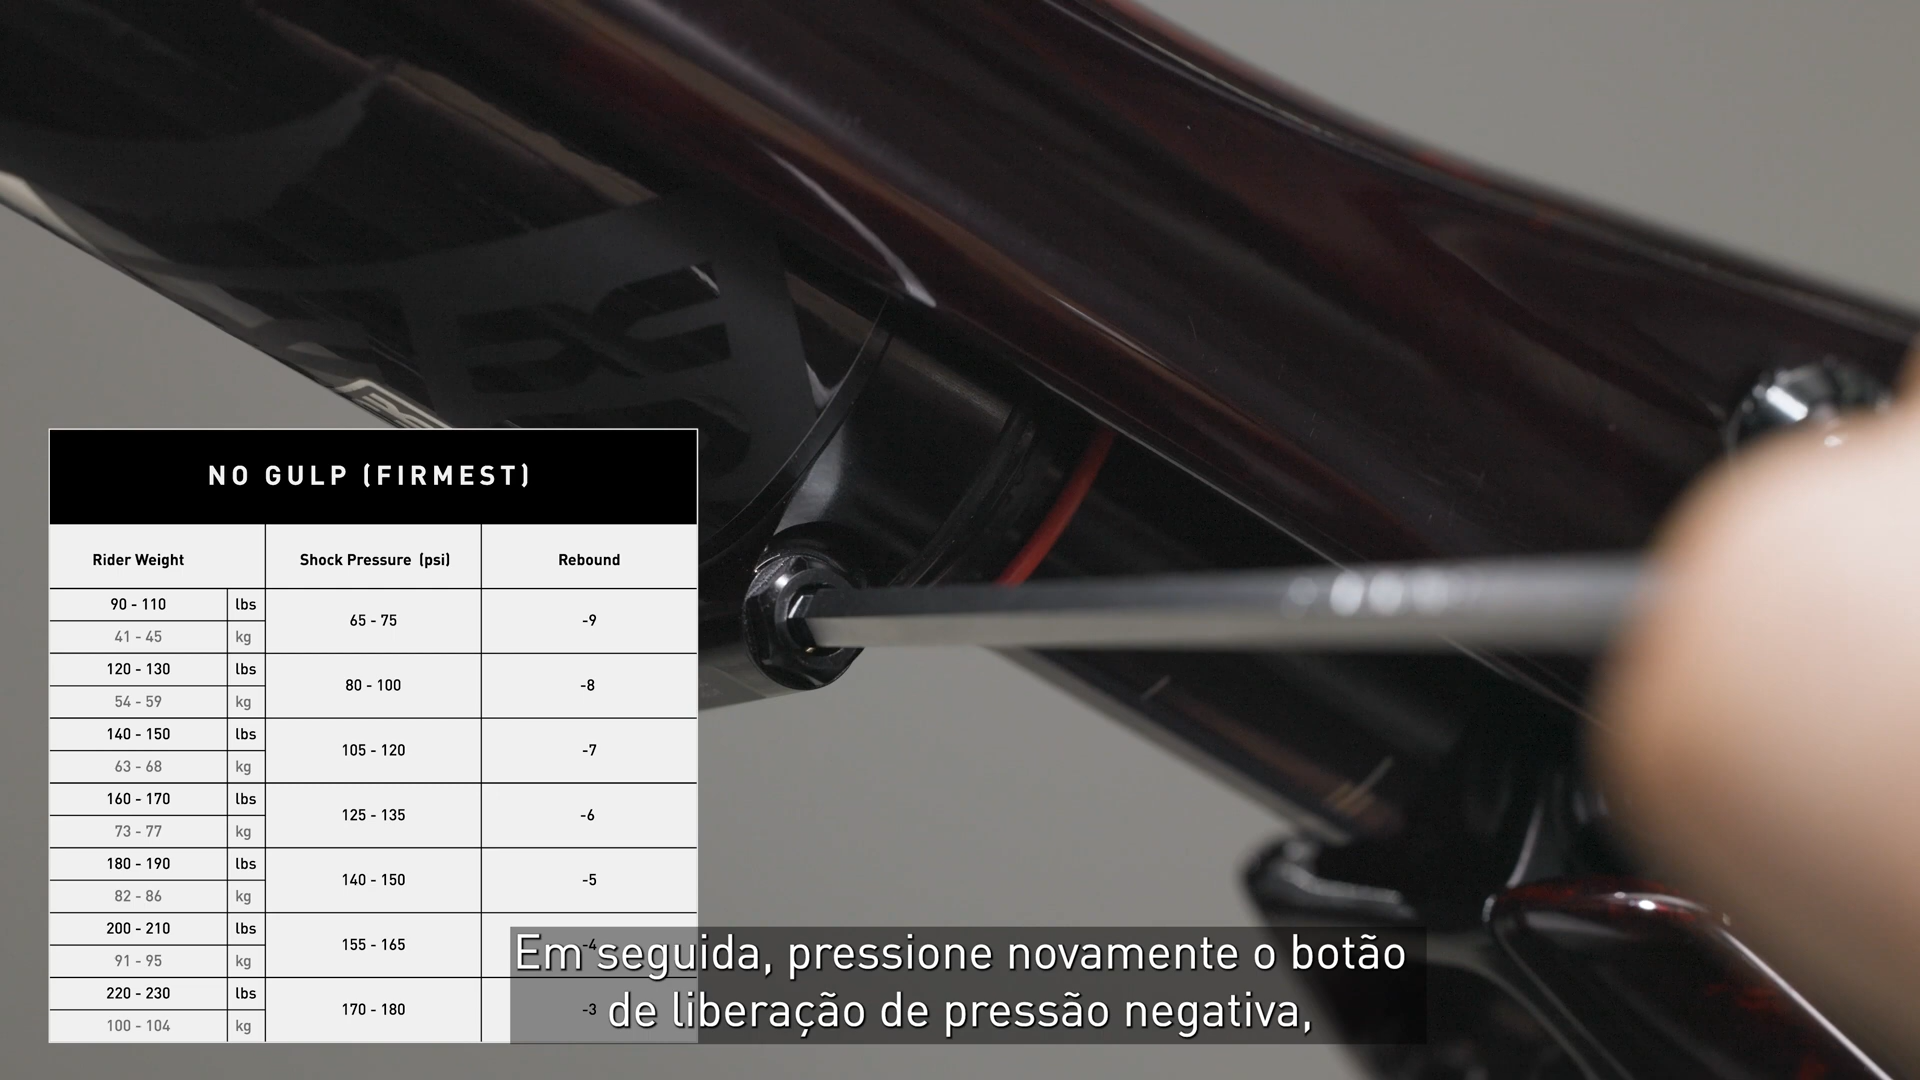 NO GULP (FIRMEST)
Rider Weight Shock Pressure (psi) Rebound
90 - 110 lbs 65 - 75 -9
41 - 45 kg
120 - 130 lbs 80 - 100 -8
54 - 59 kg
140 - 150 lbs 105 - 120 -7
63 - 68 kg
160 - 170 lbs 125 - 135 -6
73 - 77 kg
180 - 190 lbs 140 - 150 -5
82 - 86 kg
200 - 210 lbs 155 - 165 -4
91 - 95 kg
220 - 230 lbs 170 - 180 -3
100 - 104 kg
Em seguida, pressione novamente o botão
de liberação de pressão negativa,